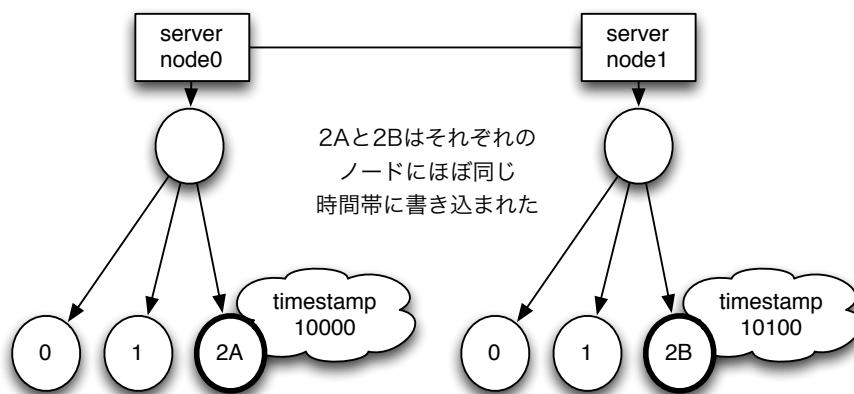 server
node0
server
node1
2Aと2Bはそれぞれの
ノードにほぼ同じ
時間帯に書き込まれた
timestamp
10000
timestamp
10100
0
1
2A
0
1
2B